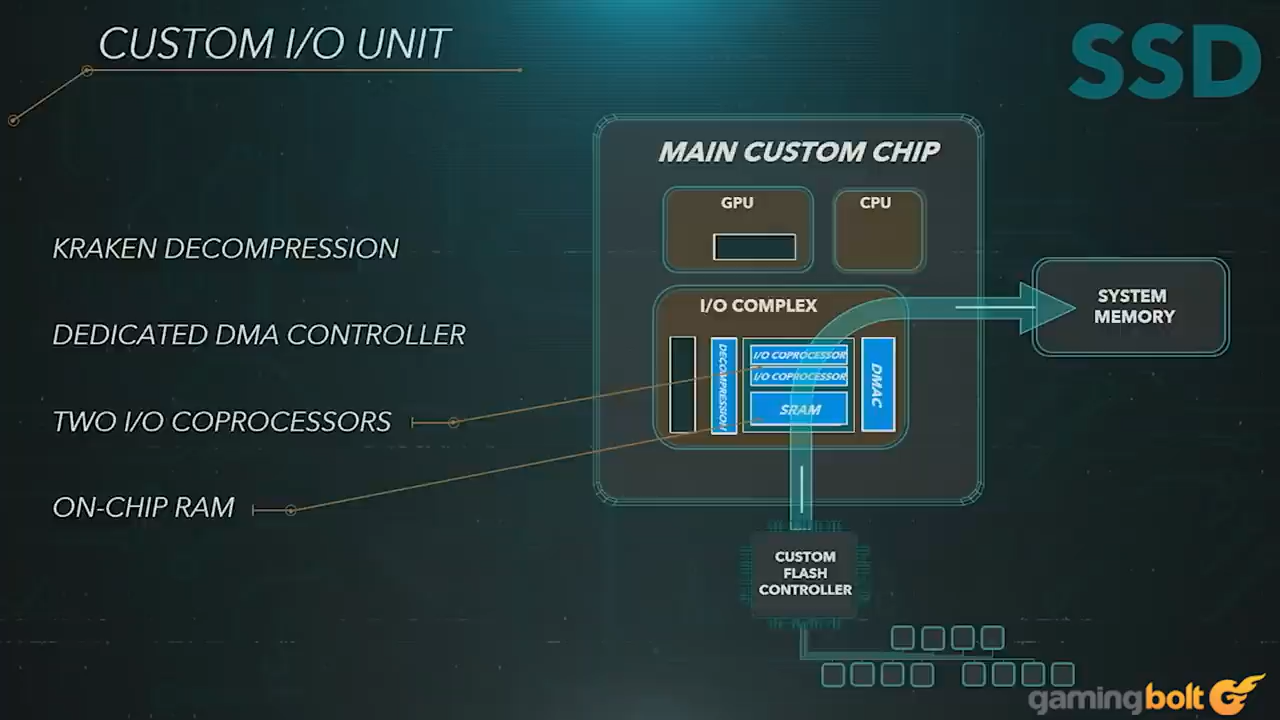 CUSTOM I/O UNIT
SSD
KRAKEN DECOMPRESSION
DEDICATED DMA CONTROLLER
TWO I/O COPROCESSORS
ON-CHIP RAM
MAIN CUSTOM CHIP
GPU
CPU
I/O COMPLEX
DECOMPRESSION
I/O COPROCESSOR
I/O COPROCESSOR
SRAM
DMAC
SYSTEM
MEMORY
CUSTOM
FLASH
CONTROLLER
gamingbolt